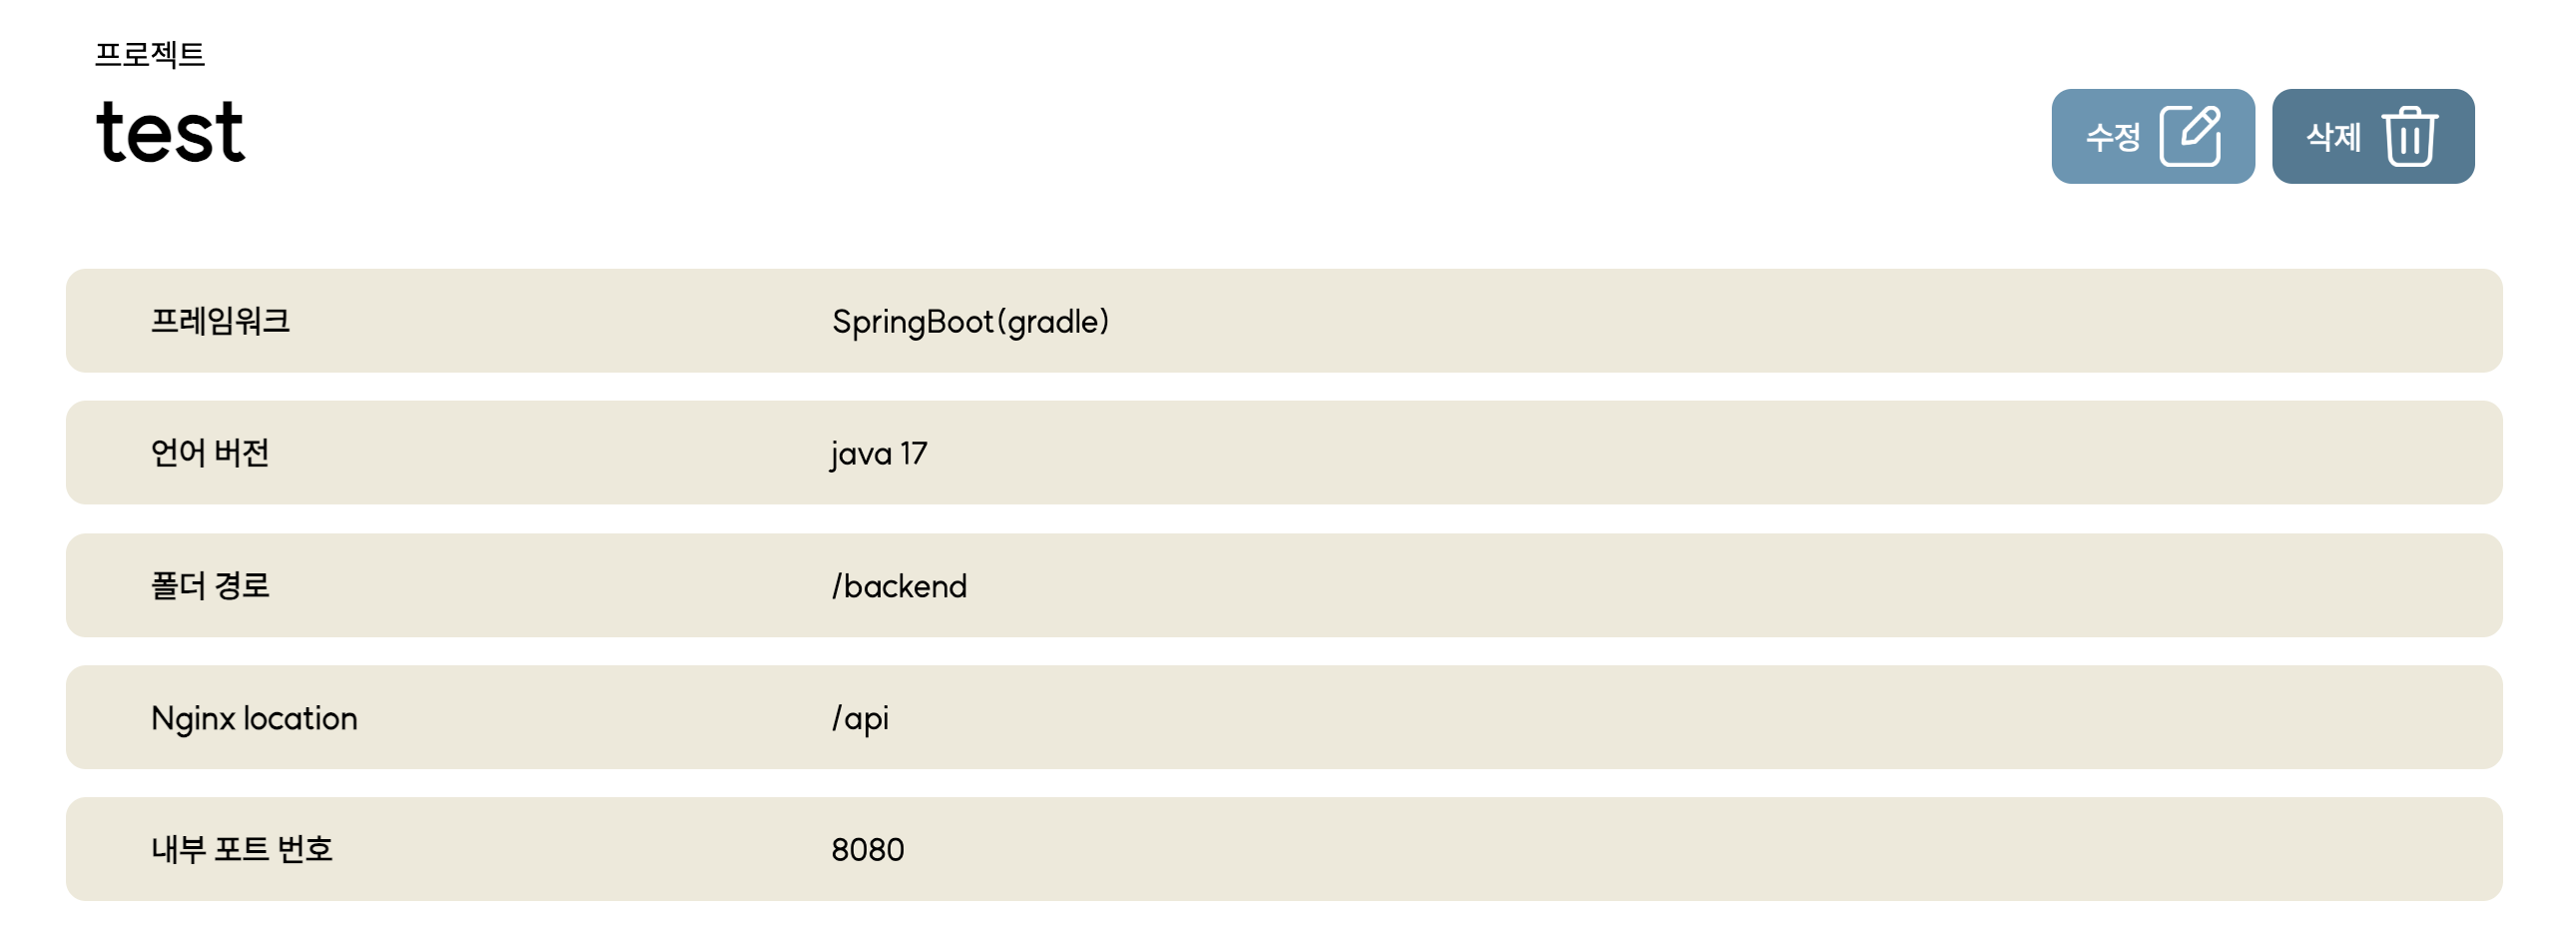 프로젝트
test
수정
삭제
프레임워크 SpringBoot(gradle)
언어 버전 java 17
폴더 경로 /backend
Nginx location /api
내부 포트 번호 8080